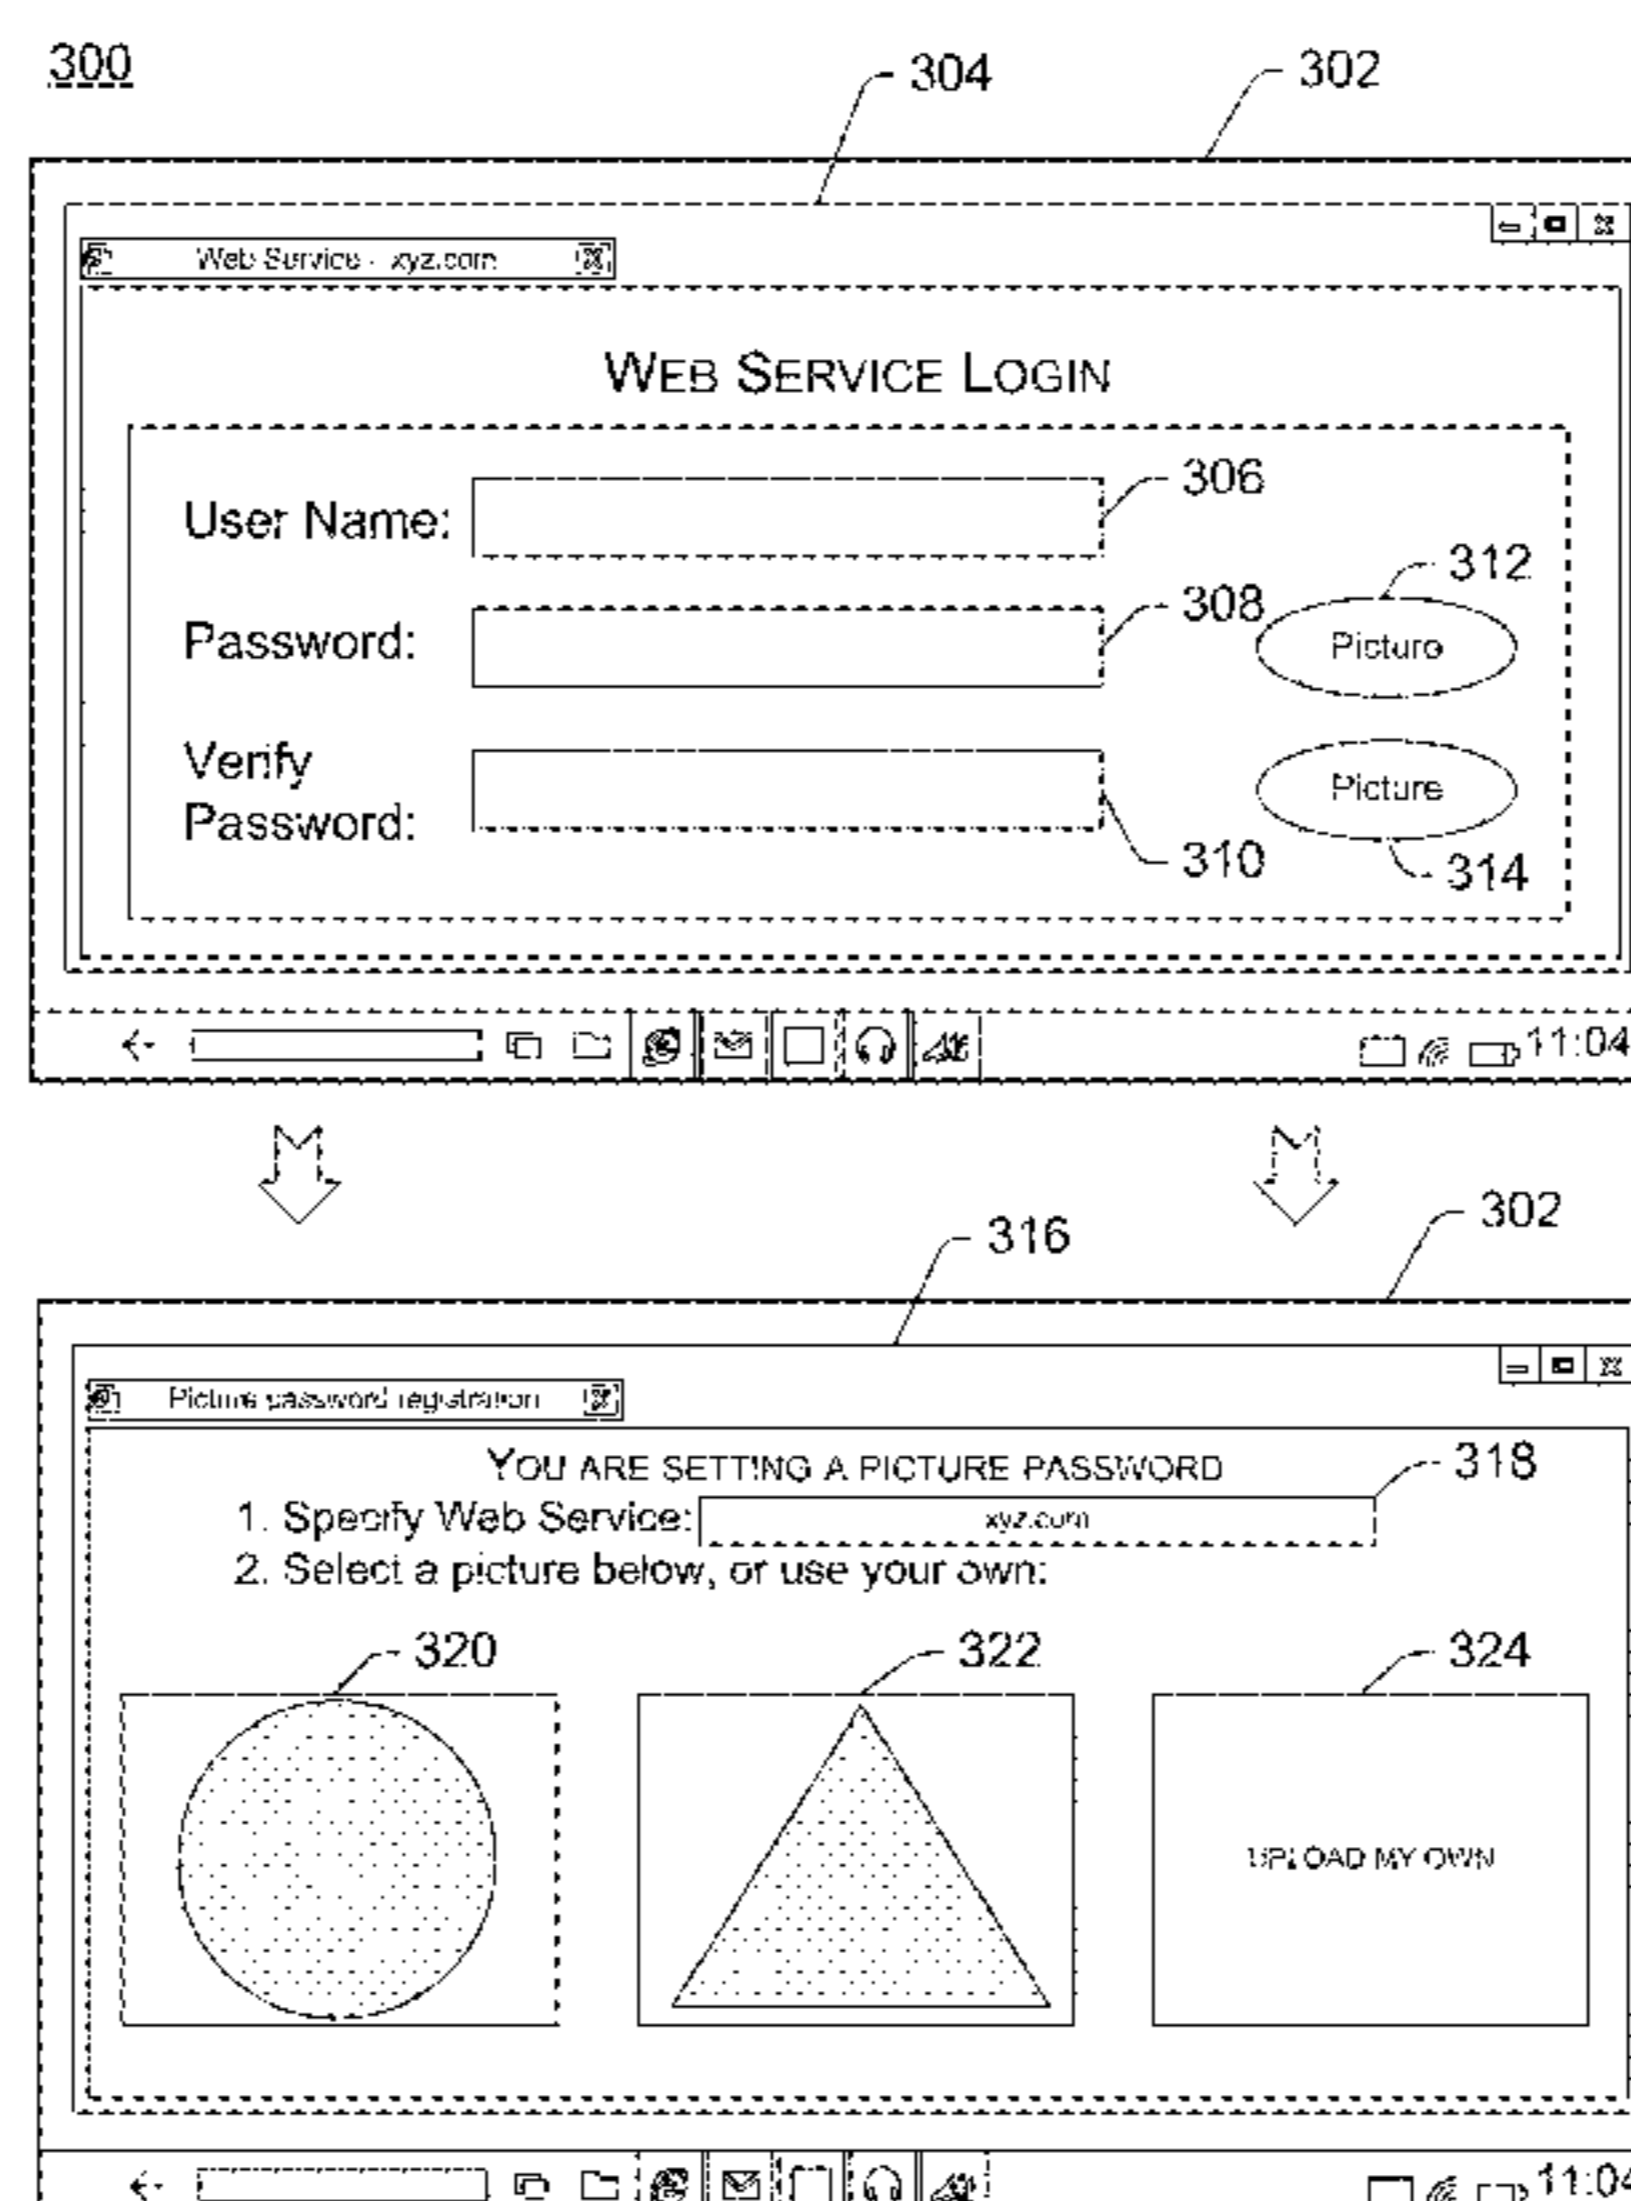 300
304
302
Web Service - xyz.com
WEB SERVICE LOGIN
User Name:
306
312
Password:
308
Picture
Verify
Password:
310
Picture
314
11:04
316
302
Picture password registration
YOU ARE SETTING A PICTURE PASSWORD
318
1. Specify Web Service: xyz.com
2. Select a picture below, or use your own:
320
322
324
UPLOAD MY OWN
11:04